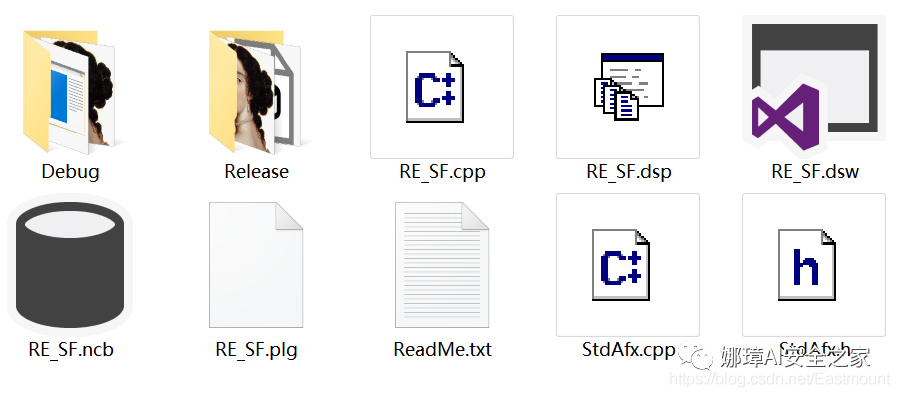 Debug
Release
RE_SF.cpp
RE_SF.dsp
RE_SF.dsw
RE_SF.ncb
RE_SF.plg
ReadMe.txt
StdAfx.cpp
StdAfx.h
娜璋AI安全之家
https://blog.csdn.net/Eastmount